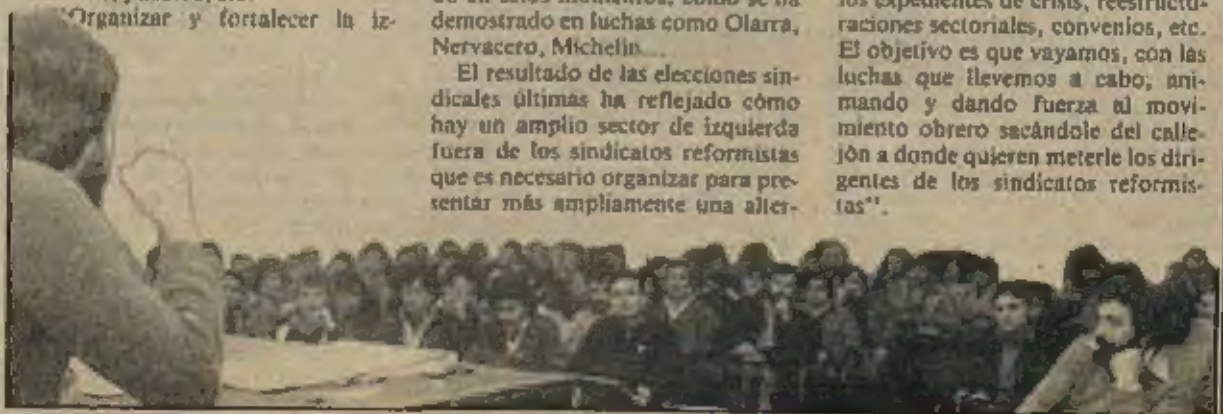 "Organizar y fortalecer la iz-
demostrado en luchas como Olarra,
Nervacero, Michelin...
El resultado de las elecciones sin-
dicales últimas ha reflejado cómo
hay un amplio sector de izquierda
fuera de los sindicatos reformistas
que es necesario organizar para pre-
sentar más ampliamente una alter-
los expedientes de crisis, reestructu-
raciones sectoriales, convenios, etc.
El objetivo es que vayamos, con las
luchas que llevemos a cabo, ani-
mando y dando fuerza al movi-
miento obrero sacándole del calle-
jón a donde quieren meterle los diri-
gentes de los sindicatos reformis-
tas".